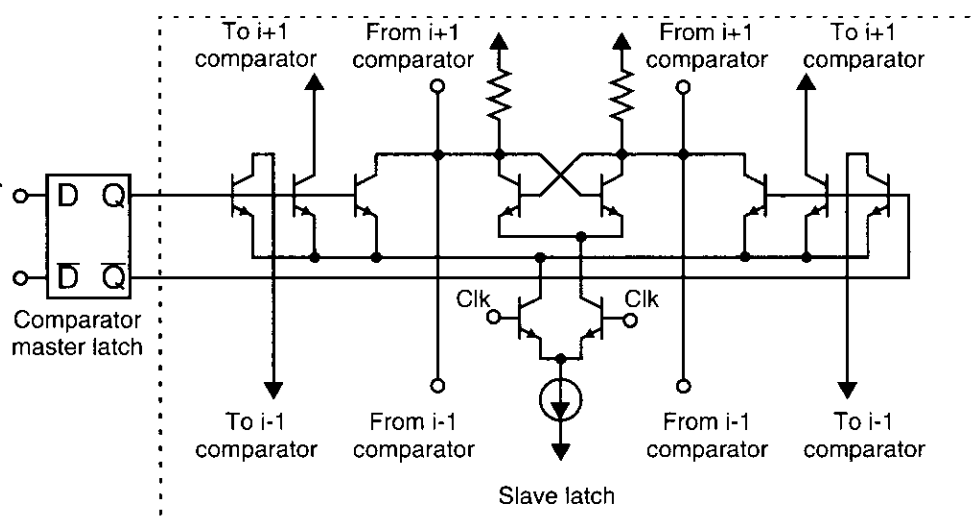 To i+1
comparator
From i+1
comparator
From i+1
comparator
To i+1
comparator
D Q
D̅ Q̅
Comparator
master latch
Clk
Clk
To i-1
comparator
From i-1
comparator
From i-1
comparator
To i-1
comparator
Slave latch